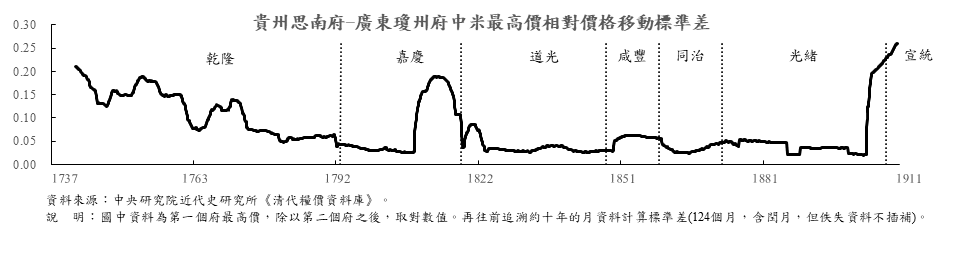 貴州思南府-廣東瓊州府中米最高價相對價格移動標準差
0.30
0.25
0.20
0.15
0.10
0.05
0.00
乾隆 嘉慶 道光 咸豐 同治 光緒 宣統
1737 1763 1792 1822 1851 1881 1911
資料來源：中央研究院近代史研究所《清代糧價資料庫》。
說　明：圖中資料為第一個府最高價，除以第二個府之後，取對數值。再往前追溯約十年的月資料計算標準差(124個月，含閏月，但佚失資料不插補)。